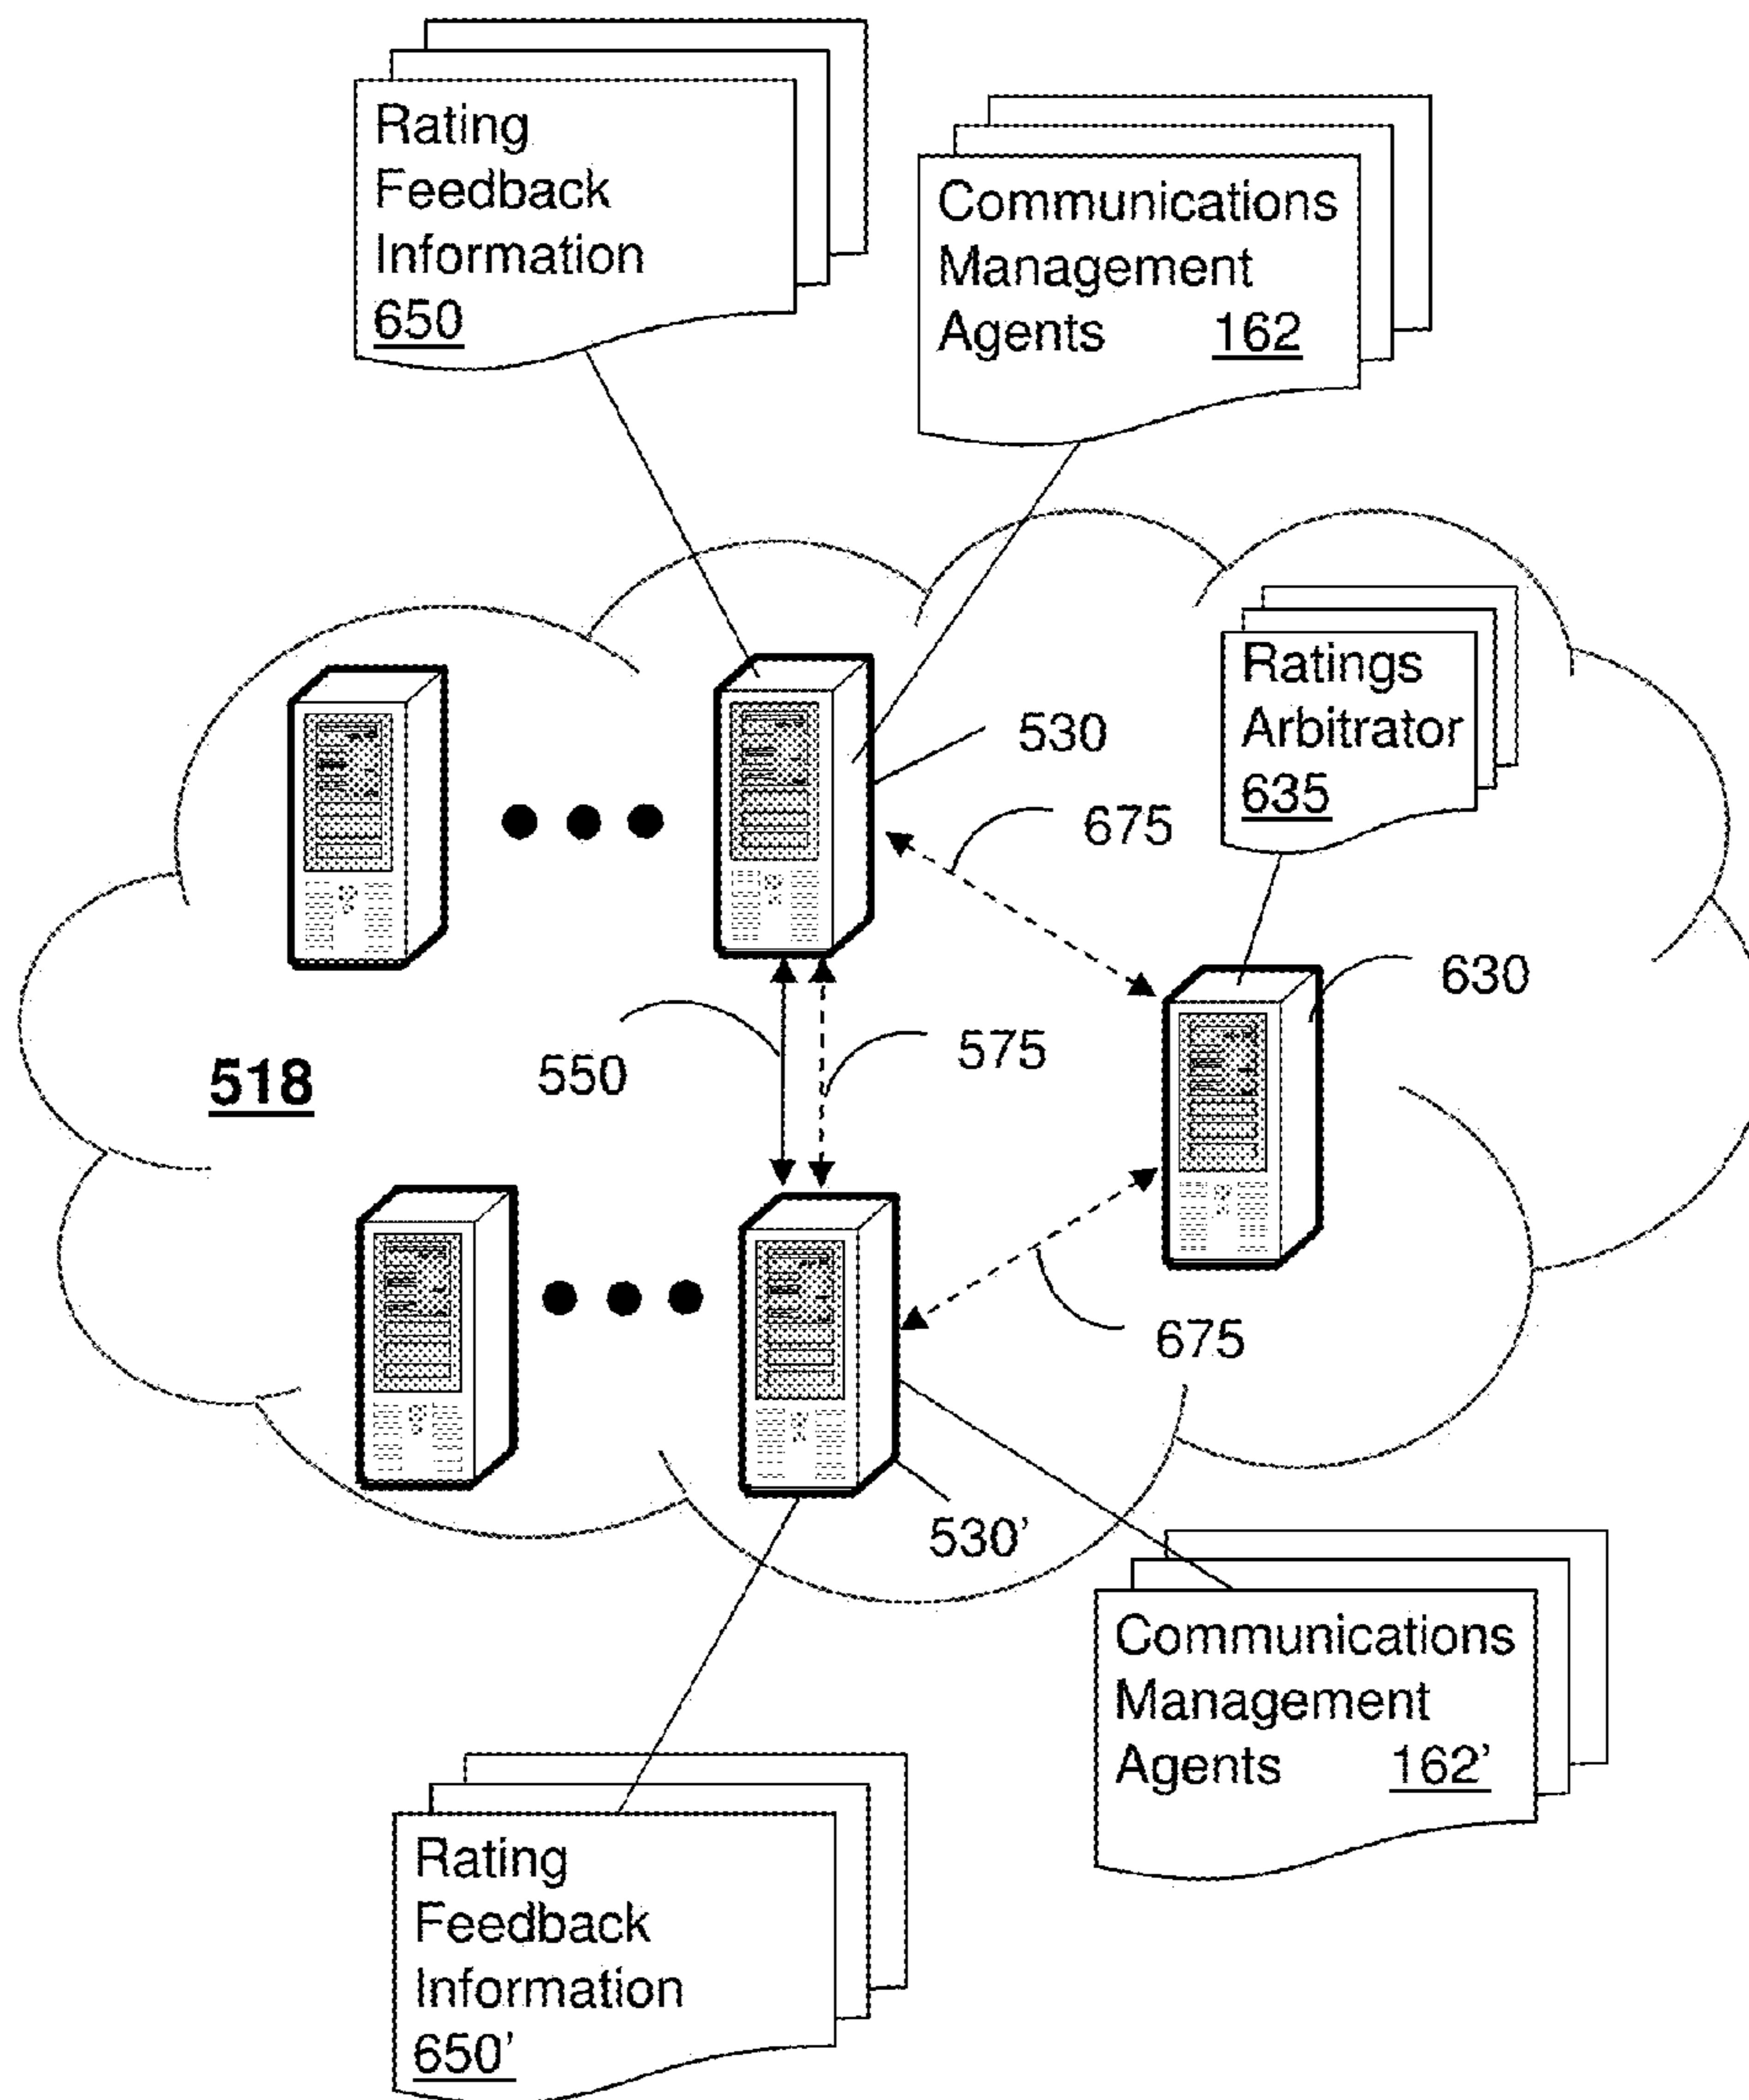 Rating
Feedback
Information
650
Communications
Management
Agents 162
Ratings
Arbitrator
635
530
675
630
550
575
518
675
530’
Communications
Management
Agents 162’
Rating
Feedback
Information
650’